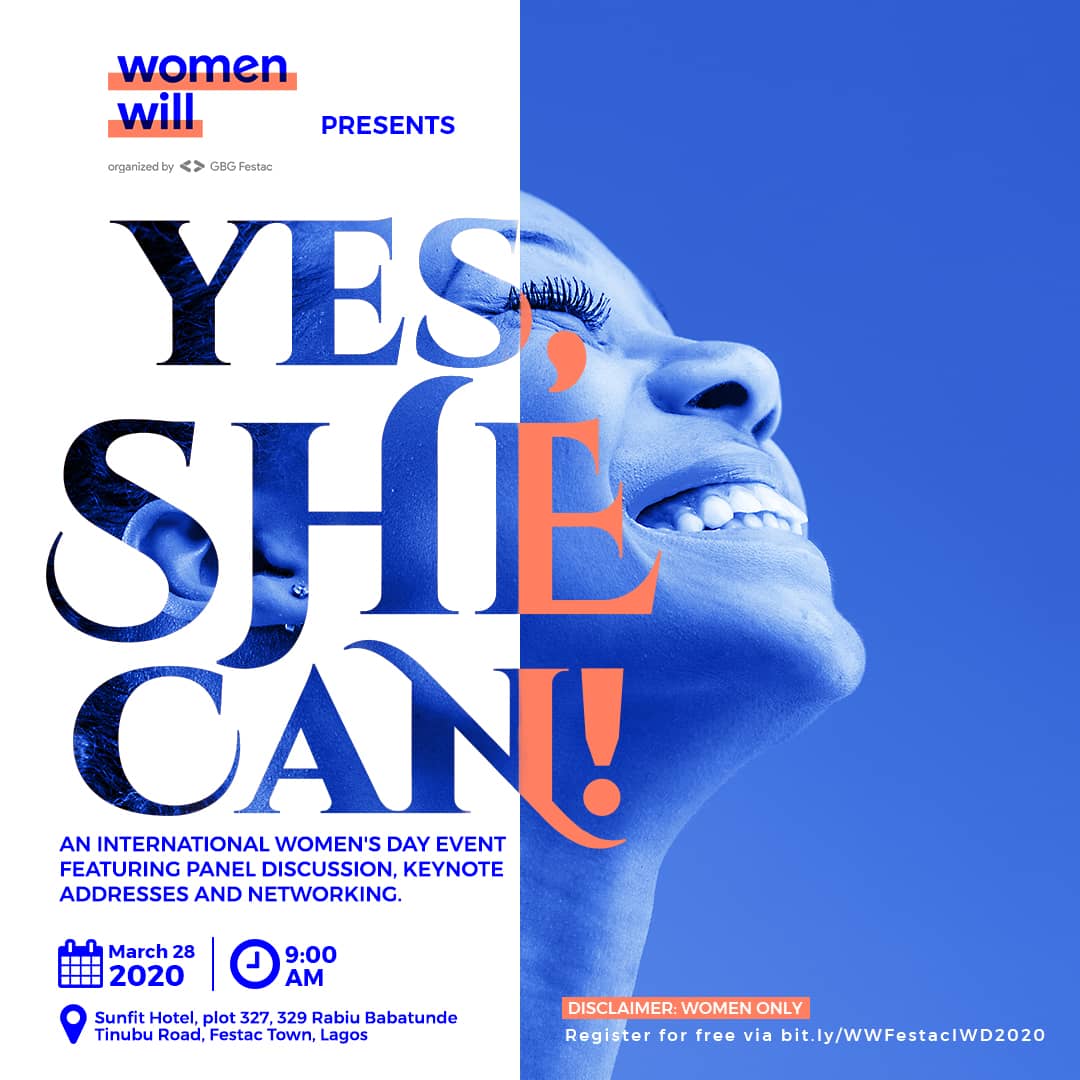 women
will
PRESENTS
organized by <> GBG Festac
YES,
SHE
CAN!
AN INTERNATIONAL WOMEN'S DAY EVENT
FEATURING PANEL DISCUSSION, KEYNOTE
ADDRESSES AND NETWORKING.
March 28
2020
9:00
AM
Sunfit Hotel, plot 327, 329 Rabiu Babatunde
Tinubu Road, Festac Town, Lagos
DISCLAIMER: WOMEN ONLY
Register for free via bit.ly/WWFestacIWD2020